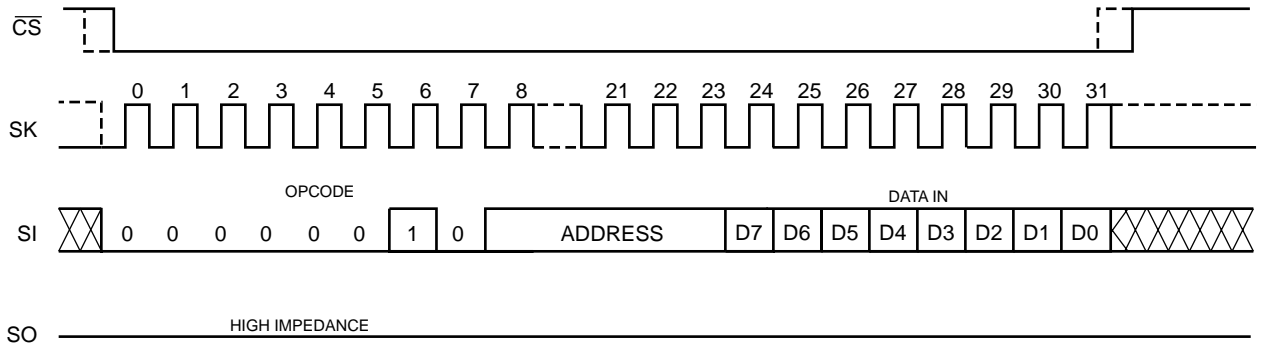 CS
0 1 2 3 4 5 6 7 8 21 22 23 24 25 26 27 28 29 30 31
SK
OPCODE DATA IN
SI 0 0 0 0 0 0 1 0 ADDRESS D7 D6 D5 D4 D3 D2 D1 D0
HIGH IMPEDANCE
SO